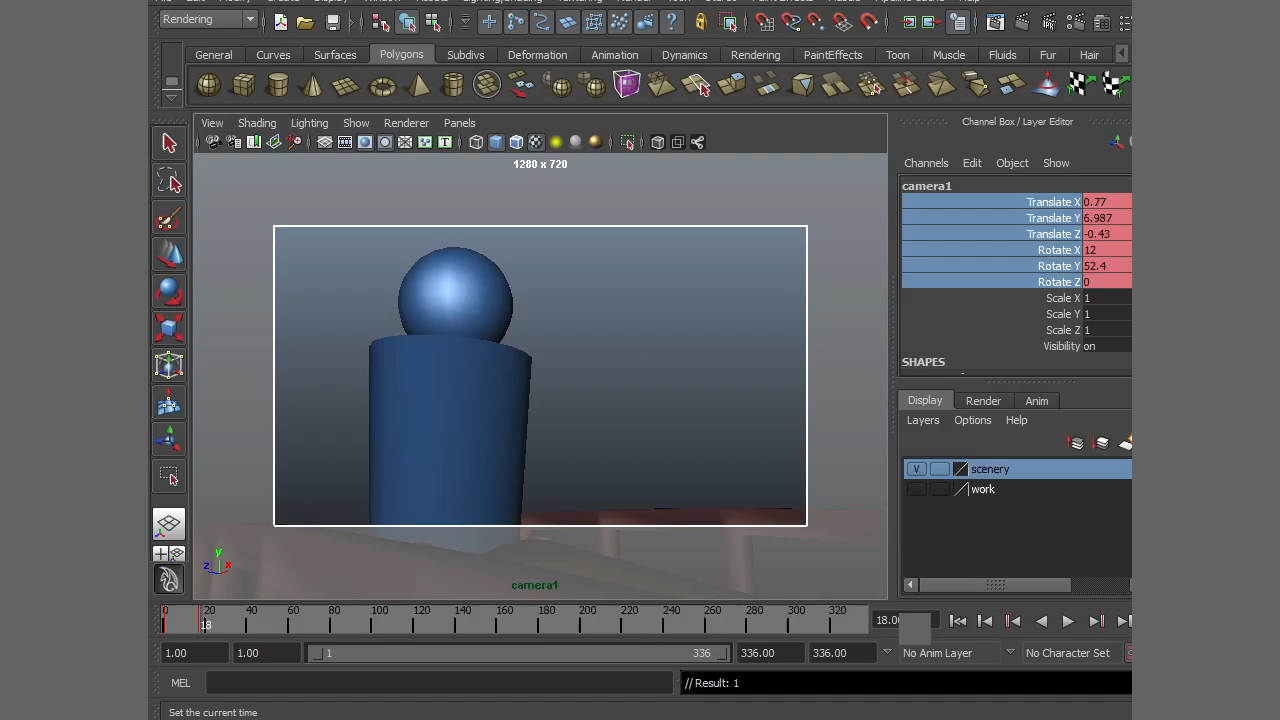 Rendering
General Curves Surfaces Polygons Subdivs Deformation Animation Dynamics Rendering PaintEffects Toon Muscle Fluids Fur Hair
View Shading Lighting Show Renderer Panels
1280 x 720
camera1
Channel Box / Layer Editor
Channels Edit Object Show
camera1
Translate X 0.77
Translate Y 6.987
Translate Z -0.43
Rotate X 12
Rotate Y 52.4
Rotate Z 0
Scale X 1
Scale Y 1
Scale Z 1
Visibility on
SHAPES
Display Render Anim
Layers Options Help
V scenery
work
y
z x
0 20 40 60 80 100 120 140 160 180 200 220 240 260 280 300 320
18
18.00
1.00 1.00 1 336 336.00 336.00 No Anim Layer No Character Set
MEL // Result: 1
Set the current time